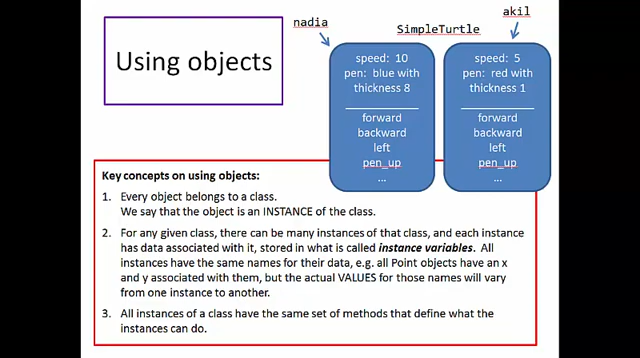 nadia
akil
SimpleTurtle
Using objects
speed: 10
pen: blue with
thickness 8
forward
backward
left
pen_up
...
speed: 5
pen: red with
thickness 1
forward
backward
left
pen_up
...
Key concepts on using objects:
1. Every object belongs to a class.
We say that the object is an INSTANCE of the class.
2. For any given class, there can be many instances of that class, and each instance
has data associated with it, stored in what is called instance variables. All
instances have the same names for their data, e.g. all Point objects have an x
and y associated with them, but the actual VALUES for those names will vary
from one instance to another.
3. All instances of a class have the same set of methods that define what the
instances can do.